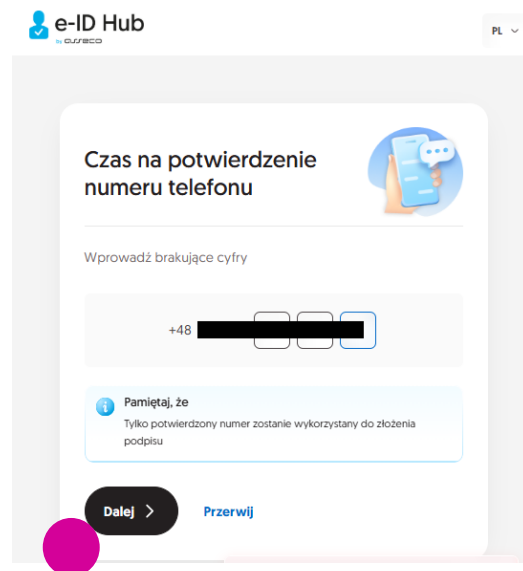 e-ID Hub
by asseco
PL
Czas na potwierdzenie
numeru telefonu
Wprowadź brakujące cyfry
+48
Pamiętaj, że
Tylko potwierdzony numer zostanie wykorzystany do złożenia
podpisu
Dalej
Przerwij